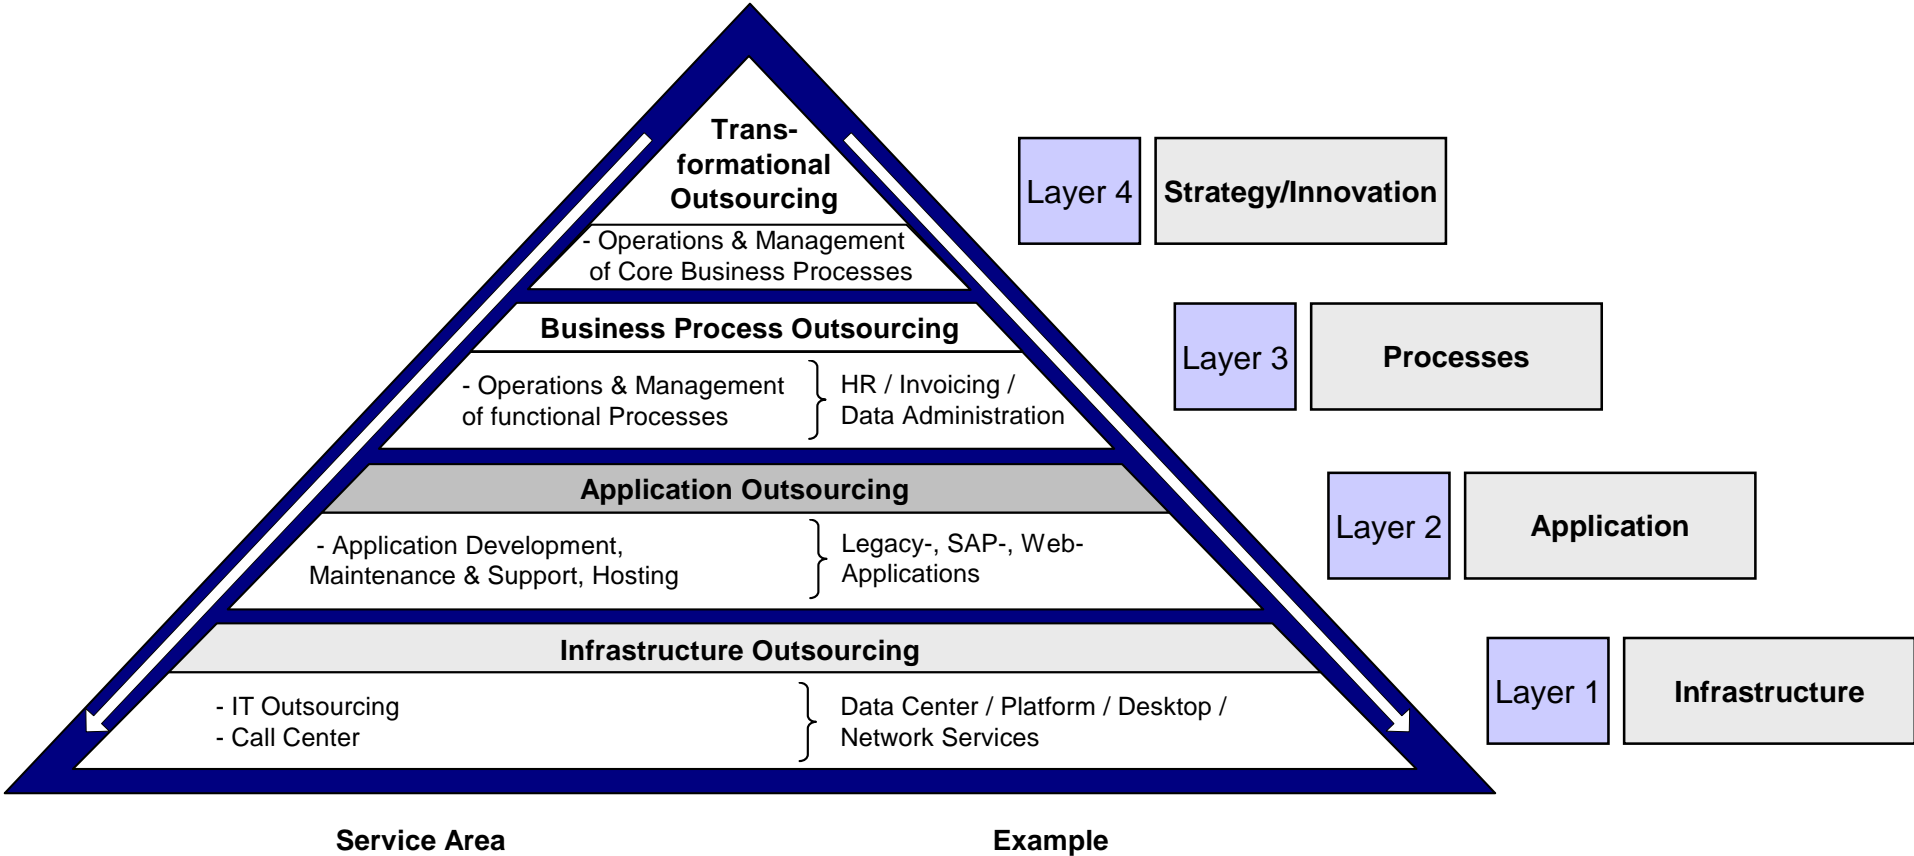 Trans-
formational
Outsourcing
- Operations & Management
of Core Business Processes
Layer 4
Strategy/Innovation
Business Process Outsourcing
- Operations & Management
of functional Processes
HR / Invoicing /
Data Administration
Layer 3
Processes
Application Outsourcing
- Application Development,
Maintenance & Support, Hosting
Legacy-, SAP-, Web-
Applications
Layer 2
Application
Infrastructure Outsourcing
- IT Outsourcing
- Call Center
Data Center / Platform / Desktop /
Network Services
Layer 1
Infrastructure
Service Area
Example